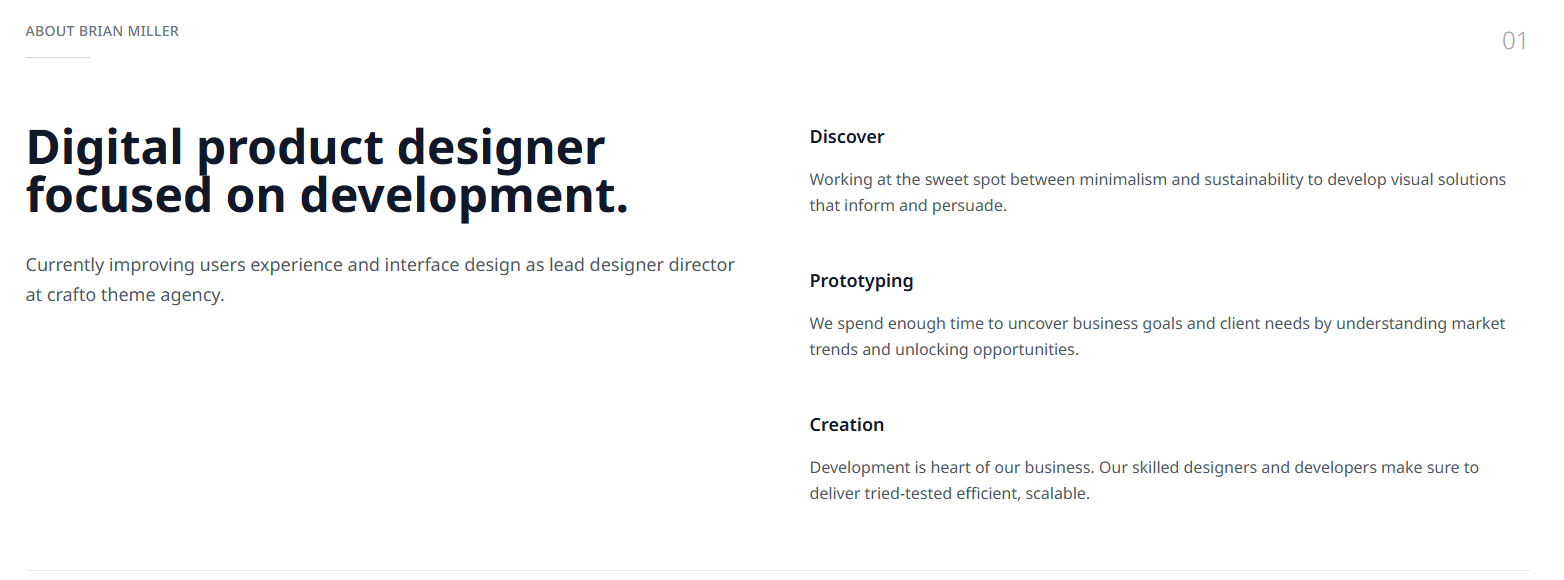 ABOUT BRIAN MILLER
01
Digital product designer
focused on development.
Currently improving users experience and interface design as lead designer director
at crafto theme agency.
Discover
Working at the sweet spot between minimalism and sustainability to develop visual solutions
that inform and persuade.
Prototyping
We spend enough time to uncover business goals and client needs by understanding market
trends and unlocking opportunities.
Creation
Development is heart of our business. Our skilled designers and developers make sure to
deliver tried-tested efficient, scalable.